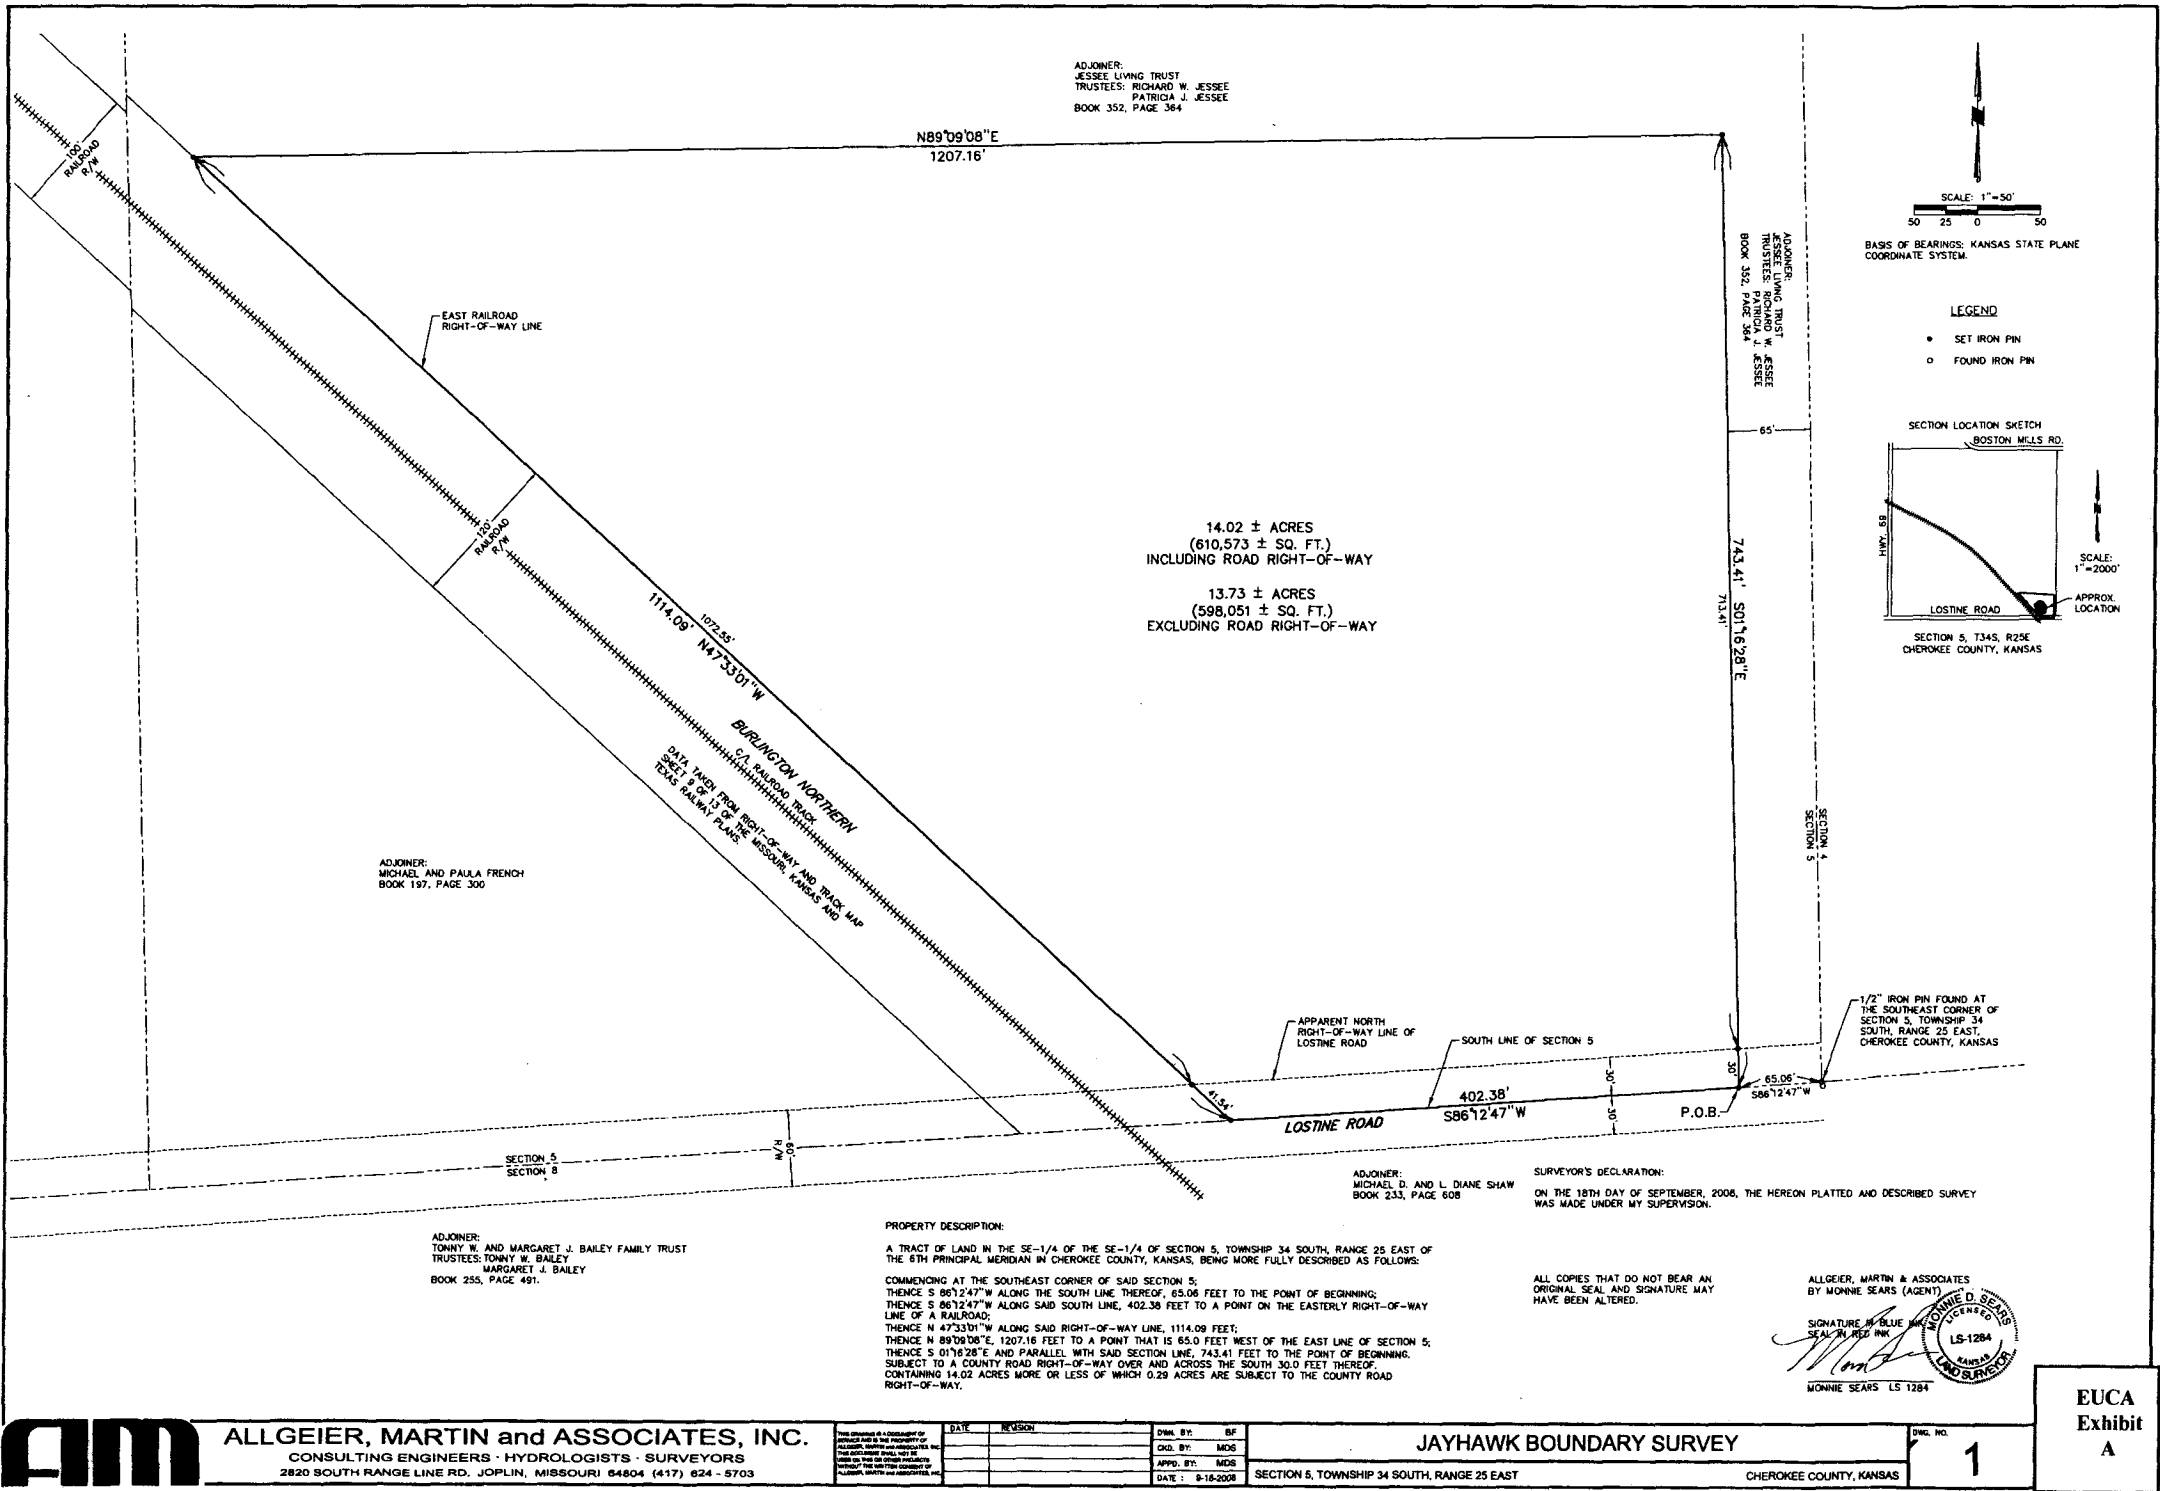 ADJOINER:
JESSEE LIVING TRUST
TRUSTEES: RICHARD W. JESSEE
PATRICIA J. JESSEE
BOOK 352, PAGE 364
N89°09'08"E
1207.16'
100'
RAILROAD
R/W
SCALE: 1"=50'
50 25 0 50
BASIS OF BEARINGS: KANSAS STATE PLANE
COORDINATE SYSTEM.
ADJOINER:
JESSEE LIVING TRUST
TRUSTEES: RICHARD W. JESSEE
PATRICIA J. JESSEE
BOOK 352, PAGE 364
EAST RAILROAD
RIGHT-OF-WAY LINE
LEGEND
SET IRON PIN
FOUND IRON PIN
65'
SECTION LOCATION SKETCH
BOSTON MILLS RD.
HWY. 69
SCALE:
1"=2000'
APPROX.
LOCATION
LOSTINE ROAD
SECTION 5, T34S, R25E
CHEROKEE COUNTY, KANSAS
120'
RAILROAD
R/W
14.02 ± ACRES
(610,573 ± SQ. FT.)
INCLUDING ROAD RIGHT-OF-WAY
13.73 ± ACRES
(598,051 ± SQ. FT.)
EXCLUDING ROAD RIGHT-OF-WAY
743.41' S01°16'28"E
713.41'
1072.55'
1114.09' N47°33'01"W
BURLINGTON NORTHERN
C/L RAILROAD TRACK
DATA TAKEN FROM RIGHT-OF-WAY AND TRACK MAP
SHEET 9 OF 13 OF THE MISSOURI, KANSAS AND
TEXAS RAILWAY PLANS.
SECTION 4
SECTION 5
ADJOINER:
MICHAEL AND PAULA FRENCH
BOOK 197, PAGE 300
APPARENT NORTH
RIGHT-OF-WAY LINE OF
LOSTINE ROAD
SOUTH LINE OF SECTION 5
1/2" IRON PIN FOUND AT
THE SOUTHEAST CORNER OF
SECTION 5, TOWNSHIP 34
SOUTH, RANGE 25 EAST,
CHEROKEE COUNTY, KANSAS
41.54'
30'
30'
30'
402.38'
S86°12'47"W
65.06'
S86°12'47"W
P.O.B.
LOSTINE ROAD
60'
R/W
SECTION 5
SECTION 8
ADJOINER:
MICHAEL D. AND L. DIANE SHAW
BOOK 233, PAGE 608
SURVEYOR'S DECLARATION:
ON THE 18TH DAY OF SEPTEMBER, 2008, THE HEREON PLATTED AND DESCRIBED SURVEY
WAS MADE UNDER MY SUPERVISION.
ADJOINER:
TONNY W. AND MARGARET J. BAILEY FAMILY TRUST
TRUSTEES: TONNY W. BAILEY
MARGARET J. BAILEY
BOOK 255, PAGE 491.
PROPERTY DESCRIPTION:
A TRACT OF LAND IN THE SE-1/4 OF THE SE-1/4 OF SECTION 5, TOWNSHIP 34 SOUTH, RANGE 25 EAST OF
THE 6TH PRINCIPAL MERIDIAN IN CHEROKEE COUNTY, KANSAS, BEING MORE FULLY DESCRIBED AS FOLLOWS:
COMMENCING AT THE SOUTHEAST CORNER OF SAID SECTION 5;
THENCE S 86°12'47"W ALONG THE SOUTH LINE THEREOF, 65.06 FEET TO THE POINT OF BEGINNING;
THENCE S 86°12'47"W ALONG SAID SOUTH LINE, 402.38 FEET TO A POINT ON THE EASTERLY RIGHT-OF-WAY
LINE OF A RAILROAD;
THENCE N 47°33'01"W ALONG SAID RIGHT-OF-WAY LINE, 1114.09 FEET;
THENCE N 89°09'08"E, 1207.16 FEET TO A POINT THAT IS 65.0 FEET WEST OF THE EAST LINE OF SECTION 5;
THENCE S 01°16'28"E AND PARALLEL WITH SAID SECTION LINE, 743.41 FEET TO THE POINT OF BEGINNING.
SUBJECT TO A COUNTY ROAD RIGHT-OF-WAY OVER AND ACROSS THE SOUTH 30.0 FEET THEREOF.
CONTAINING 14.02 ACRES MORE OR LESS OF WHICH 0.29 ACRES ARE SUBJECT TO THE COUNTY ROAD
RIGHT-OF-WAY.
ALL COPIES THAT DO NOT BEAR AN
ORIGINAL SEAL AND SIGNATURE MAY
HAVE BEEN ALTERED.
ALLGEIER, MARTIN & ASSOCIATES
BY MONNIE SEARS (AGENT)
SIGNATURE IN BLUE INK
SEAL IN RED INK
MONNIE D. SEARS
LICENSED
LS-1284
KANSAS
LAND SURVEYOR
MONNIE SEARS LS 1284
EUCA
Exhibit
A
AM
ALLGEIER, MARTIN and ASSOCIATES, INC.
CONSULTING ENGINEERS · HYDROLOGISTS · SURVEYORS
2820 SOUTH RANGE LINE RD. JOPLIN, MISSOURI 64804 (417) 624 - 5703
DATE REVISION
DWN. BY: BF
CKD. BY: MDS
APPD. BY: MDS
DATE : 9-18-2008
JAYHAWK BOUNDARY SURVEY
SECTION 5, TOWNSHIP 34 SOUTH, RANGE 25 EAST
CHEROKEE COUNTY, KANSAS
DWG. NO.
1